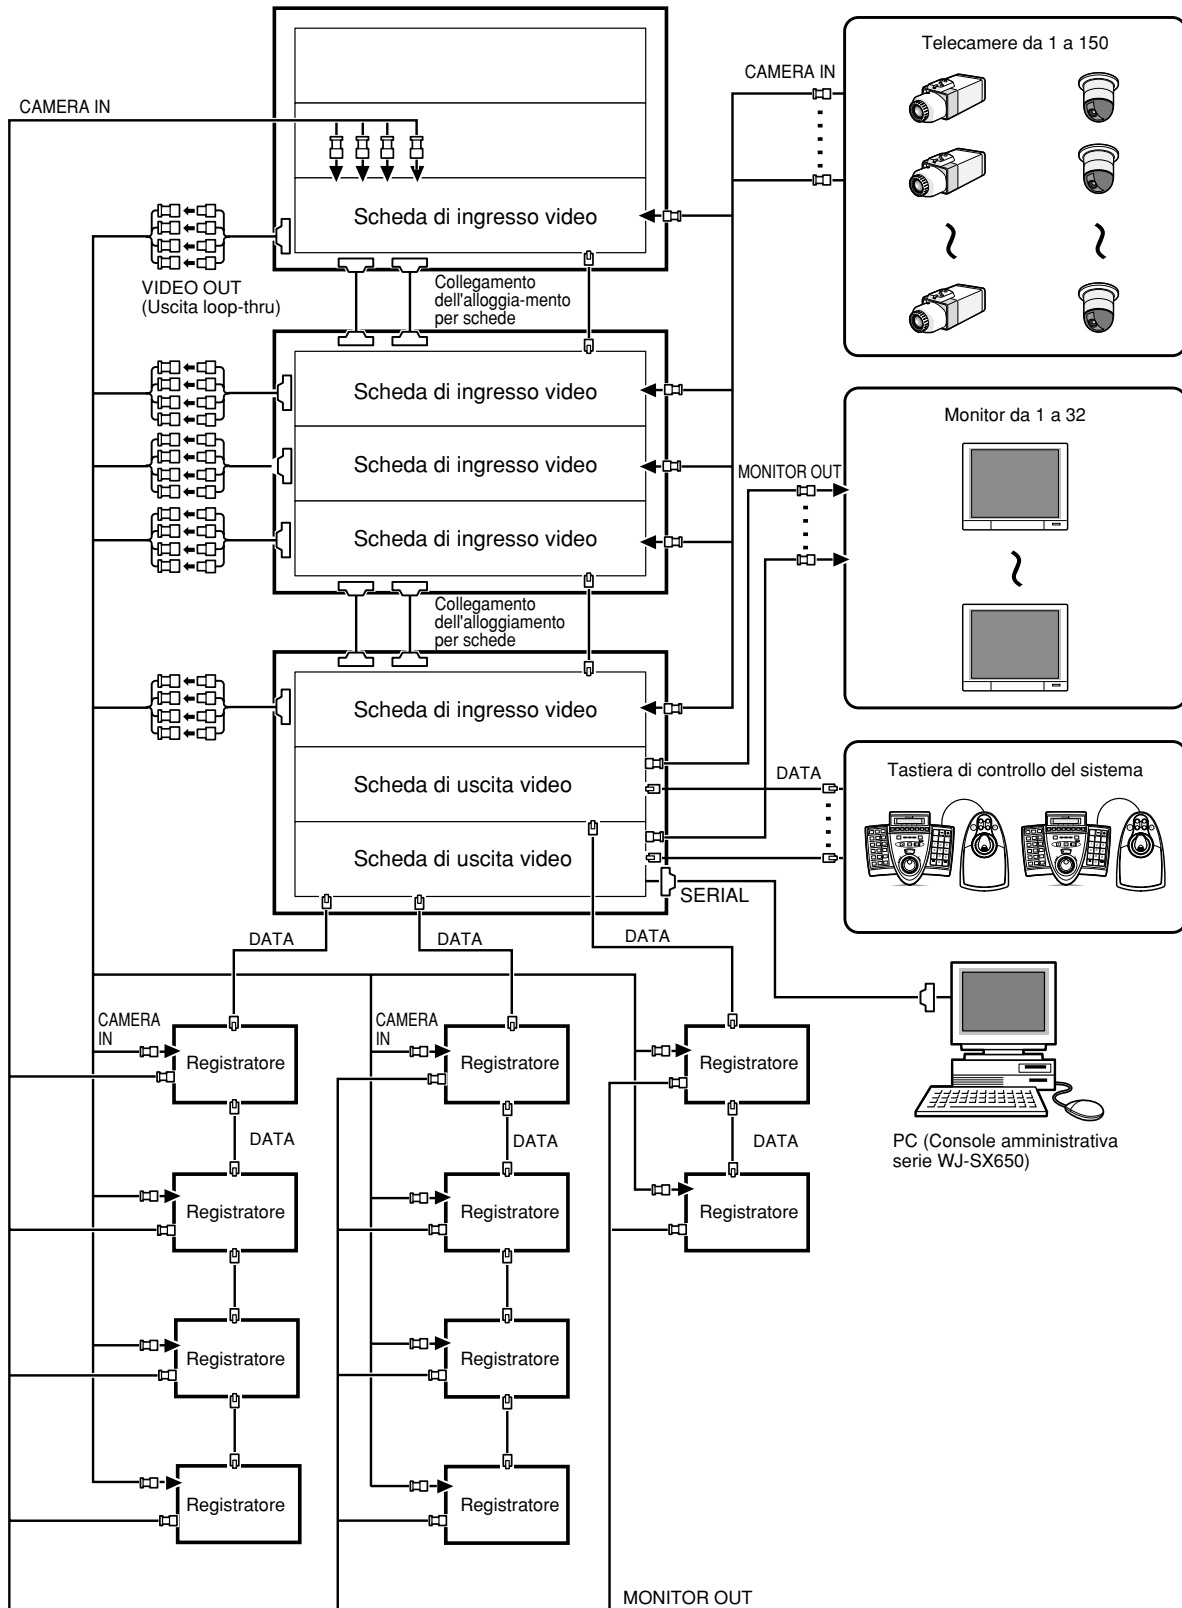 Telecamere da 1 a 150
CAMERA IN
CAMERA IN
Scheda di ingresso video
VIDEO OUT
(Uscita loop-thru)
Collegamento
dell'alloggia-mento
per schede
Scheda di ingresso video
Monitor da 1 a 32
Scheda di ingresso video
MONITOR OUT
Scheda di ingresso video
Collegamento
dell'alloggiamento
per schede
Scheda di ingresso video
Scheda di uscita video
DATA
Tastiera di controllo del sistema
Scheda di uscita video
SERIAL
DATA
DATA
DATA
CAMERA
IN
CAMERA
IN
Registratore
Registratore
Registratore
DATA
DATA
DATA
PC (Console amministrativa
serie WJ-SX650)
Registratore
Registratore
Registratore
Registratore
Registratore
Registratore
Registratore
MONITOR OUT